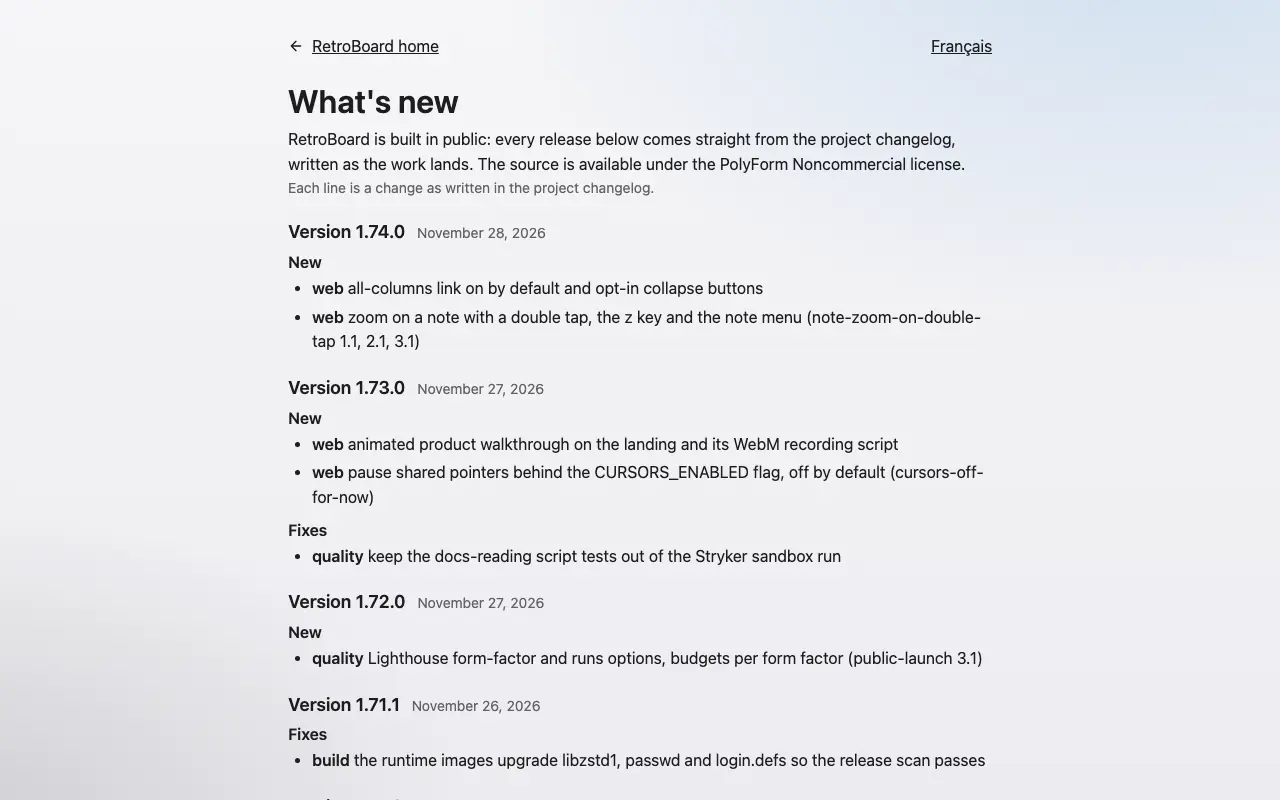 ← RetroBoard home
Français
What's new
RetroBoard is built in public: every release below comes straight from the project changelog,
written as the work lands. The source is available under the PolyForm Noncommercial license.
Each line is a change as written in the project changelog.
Version 1.74.0 November 28, 2026
New
• web all-columns link on by default and opt-in collapse buttons
• web zoom on a note with a double tap, the z key and the note menu (note-zoom-on-double-
tap 1.1, 2.1, 3.1)
Version 1.73.0 November 27, 2026
New
• web animated product walkthrough on the landing and its WebM recording script
• web pause shared pointers behind the CURSORS_ENABLED flag, off by default (cursors-off-
for-now)
Fixes
• quality keep the docs-reading script tests out of the Stryker sandbox run
Version 1.72.0 November 27, 2026
New
• quality Lighthouse form-factor and runs options, budgets per form factor (public-launch 3.1)
Version 1.71.1 November 26, 2026
Fixes
• build the runtime images upgrade libzstd1, passwd and login.defs so the release scan passes